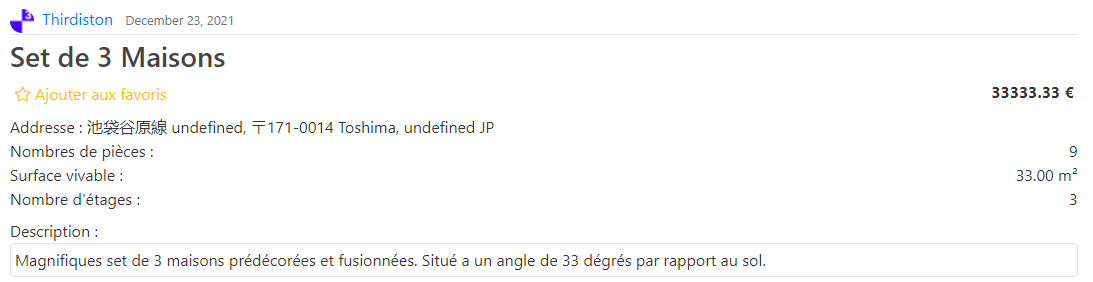 Thirdiston December 23, 2021
Set de 3 Maisons
Ajouter aux favoris 33333.33 €
Addresse : 池袋谷原線 undefined, 〒171-0014 Toshima, undefined JP
Nombres de pièces : 9
Surface vivable : 33.00 m²
Nombre d'étages : 3
Description :
Magnifiques set de 3 maisons prédécorées et fusionnées. Situé a un angle de 33 dégrés par rapport au sol.